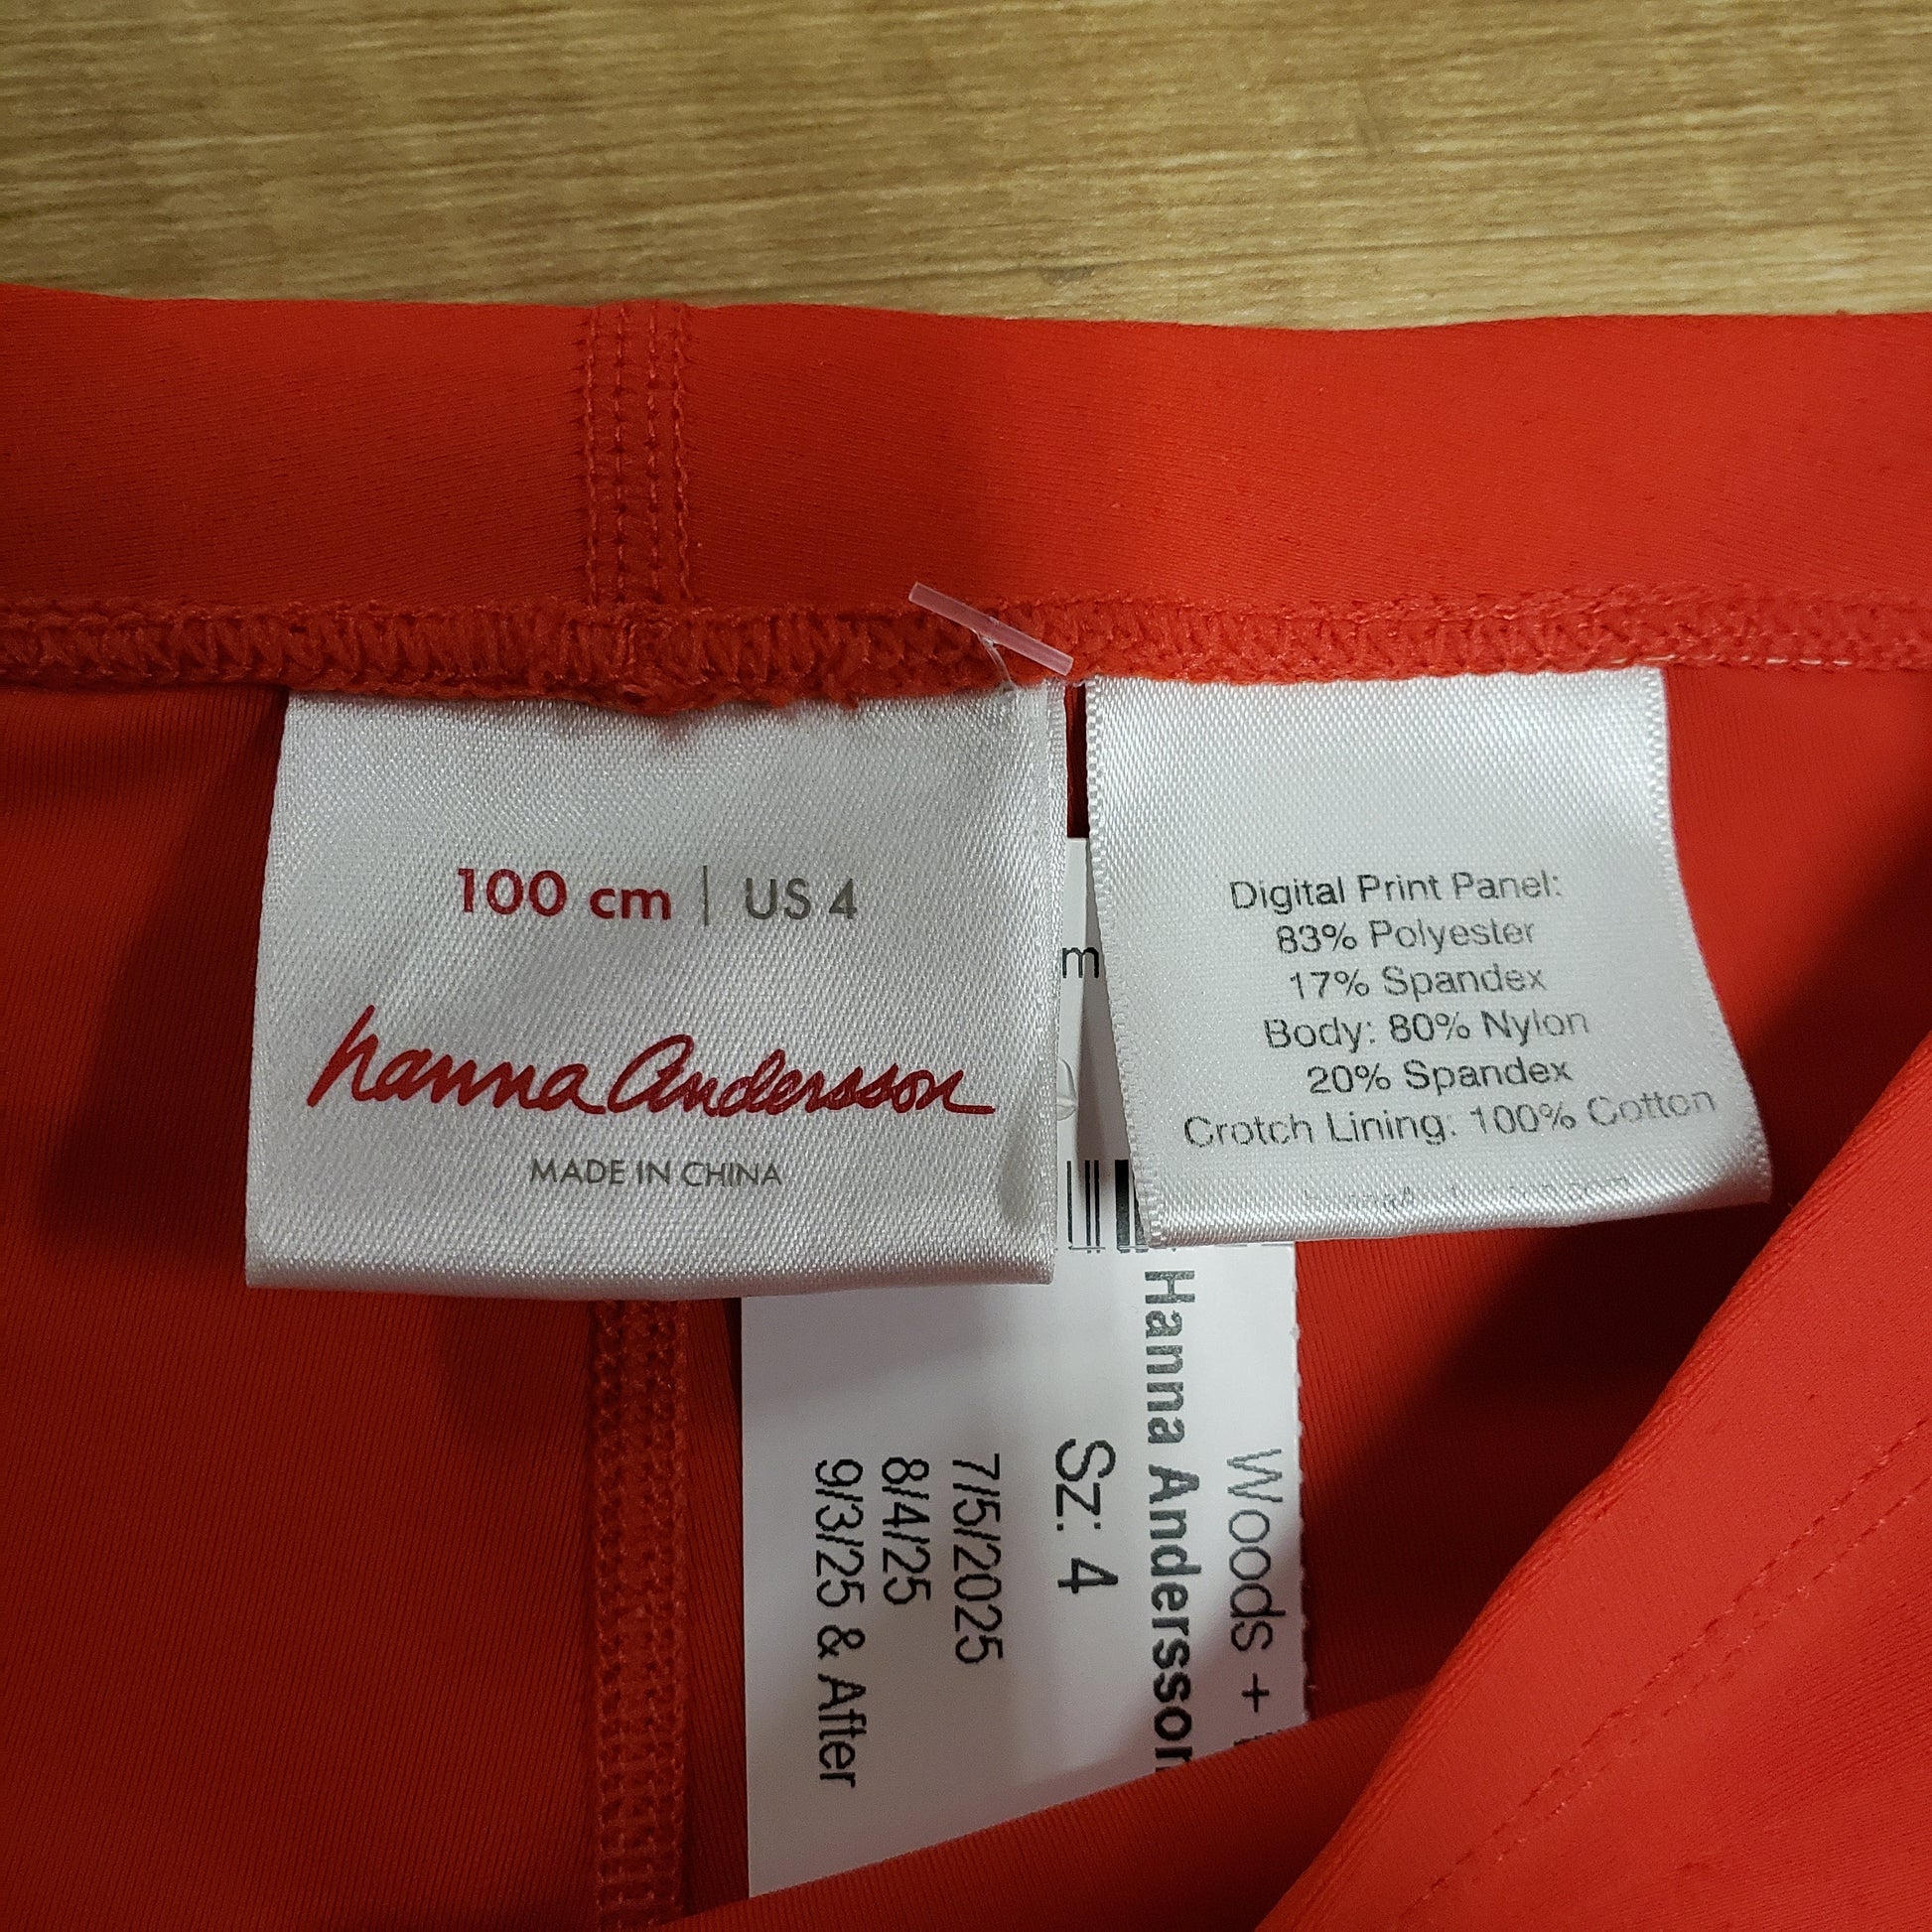 100 cm | US 4
hanna Andersson
MADE IN CHINA
Digital Print Panel:
83% Polyester
17% Spandex
Body: 80% Nylon
20% Spandex
Crotch Lining: 100% Cotton
m
Woods +
Hanna Andersson
Sz: 4
7/5/2025
8/4/25
9/3/25 & After